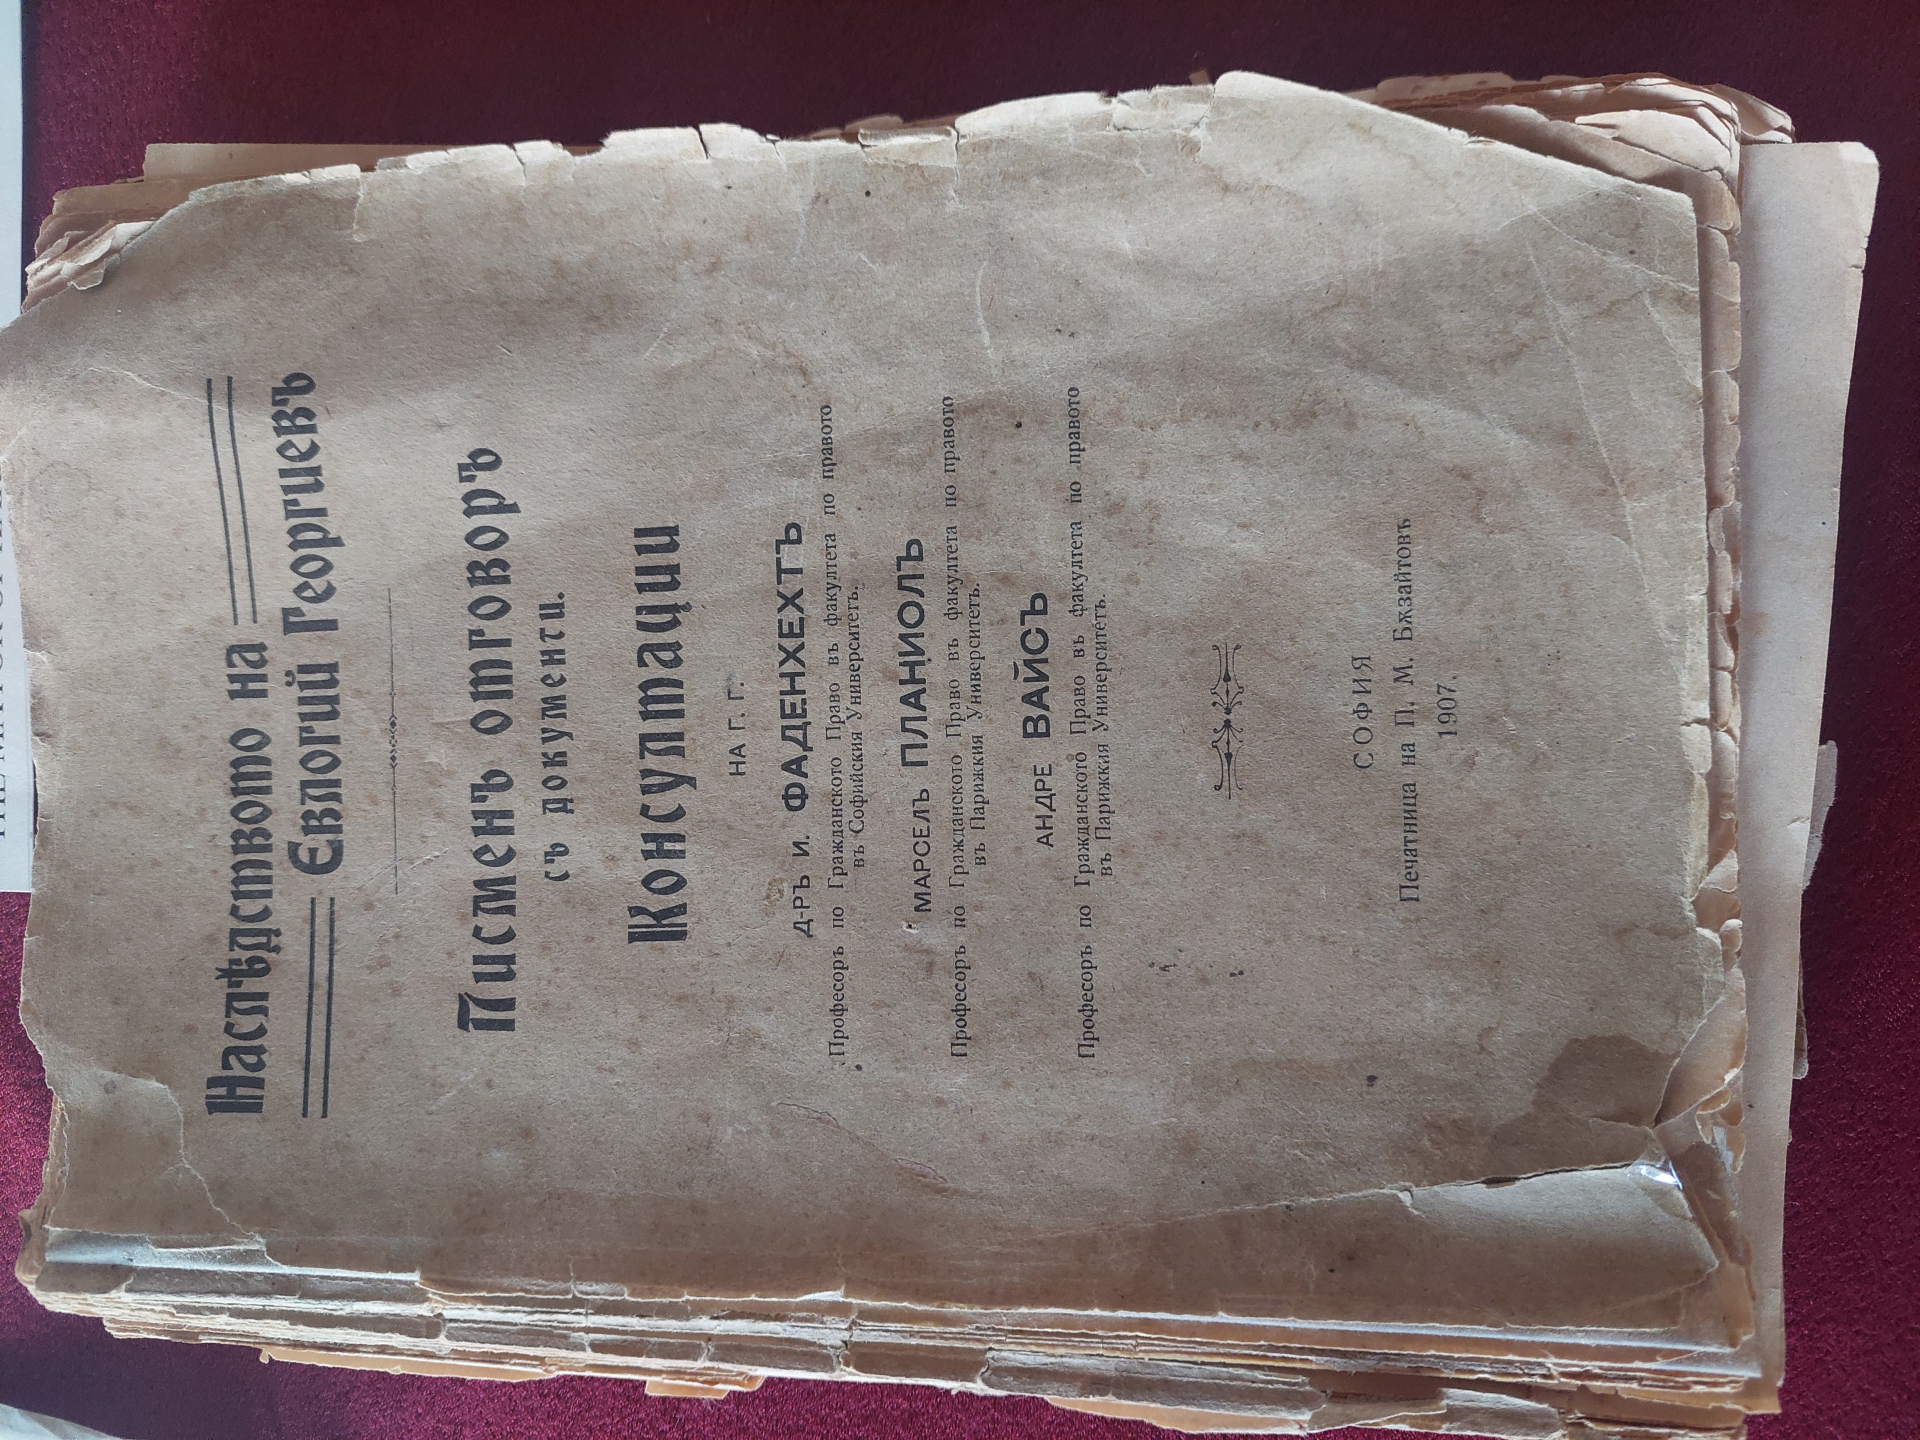 Наслѣдството на
Евлогий Георгиевъ
Писменъ отговоръ
съ документи.
Консултации
НА Г. Г.
Д-РЪ И. ФАДЕНХЕХТЪ
Професоръ по Гражданското Право въ факултета по правото
въ Софийския Университетъ.
МАРСЕЛЪ ПЛАНИОЛЪ
Професоръ по Гражданското Право въ факултета по правото
въ Парижкия Университетъ.
АНДРЕ ВАЙСЪ
Професоръ по Гражданското Право въ факултета по правото
въ Парижкия Университетъ.
СОФИЯ
Печатница на П. М. Бѫзайтовъ
1907.